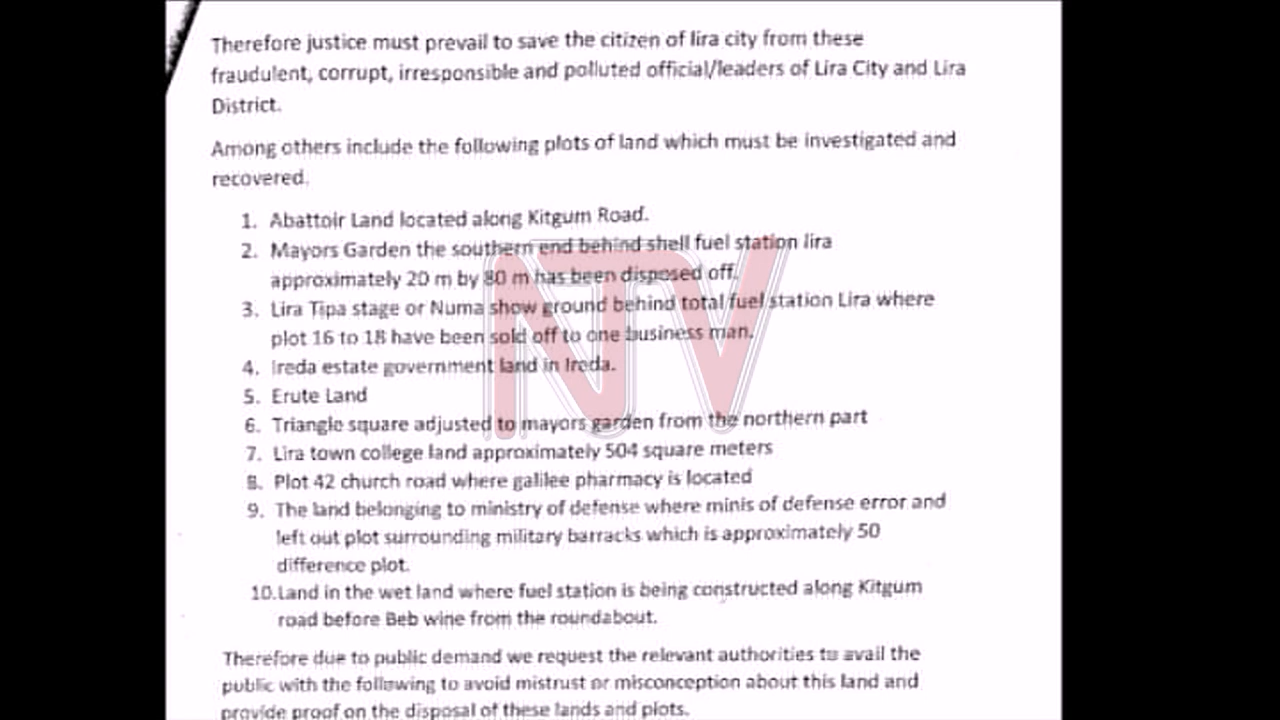 Therefore justice must prevail to save the citizen of lira city from these
fraudulent, corrupt, irresponsible and polluted official/leaders of Lira City and Lira
District.
Among others include the following plots of land which must be investigated and
recovered.
1. Abattoir Land located along Kitgum Road.
2. Mayors Garden the southern end behind shell fuel station lira
approximately 20 m by 80 m has been disposed off.
3. Lira Tipa stage or Numa show ground behind total fuel station Lira where
plot 16 to 18 have been sold off to one business man.
4. Ireda estate government land in Ireda.
5. Erute Land
6. Triangle square adjusted to mayors garden from the northern part
7. Lira town college land approximately 504 square meters
8. Plot 42 church road where galilee pharmacy is located
9. The land belonging to ministry of defense where minis of defense error and
left out plot surrounding military barracks which is approximately 50
difference plot.
10.Land in the wet land where fuel station is being constructed along Kitgum
road before Beb wine from the roundabout.
Therefore due to public demand we request the relevant authorities to avail the
public with the following to avoid mistrust or misconception about this land and
provide proof on the disposal of these lands and plots.
NTV